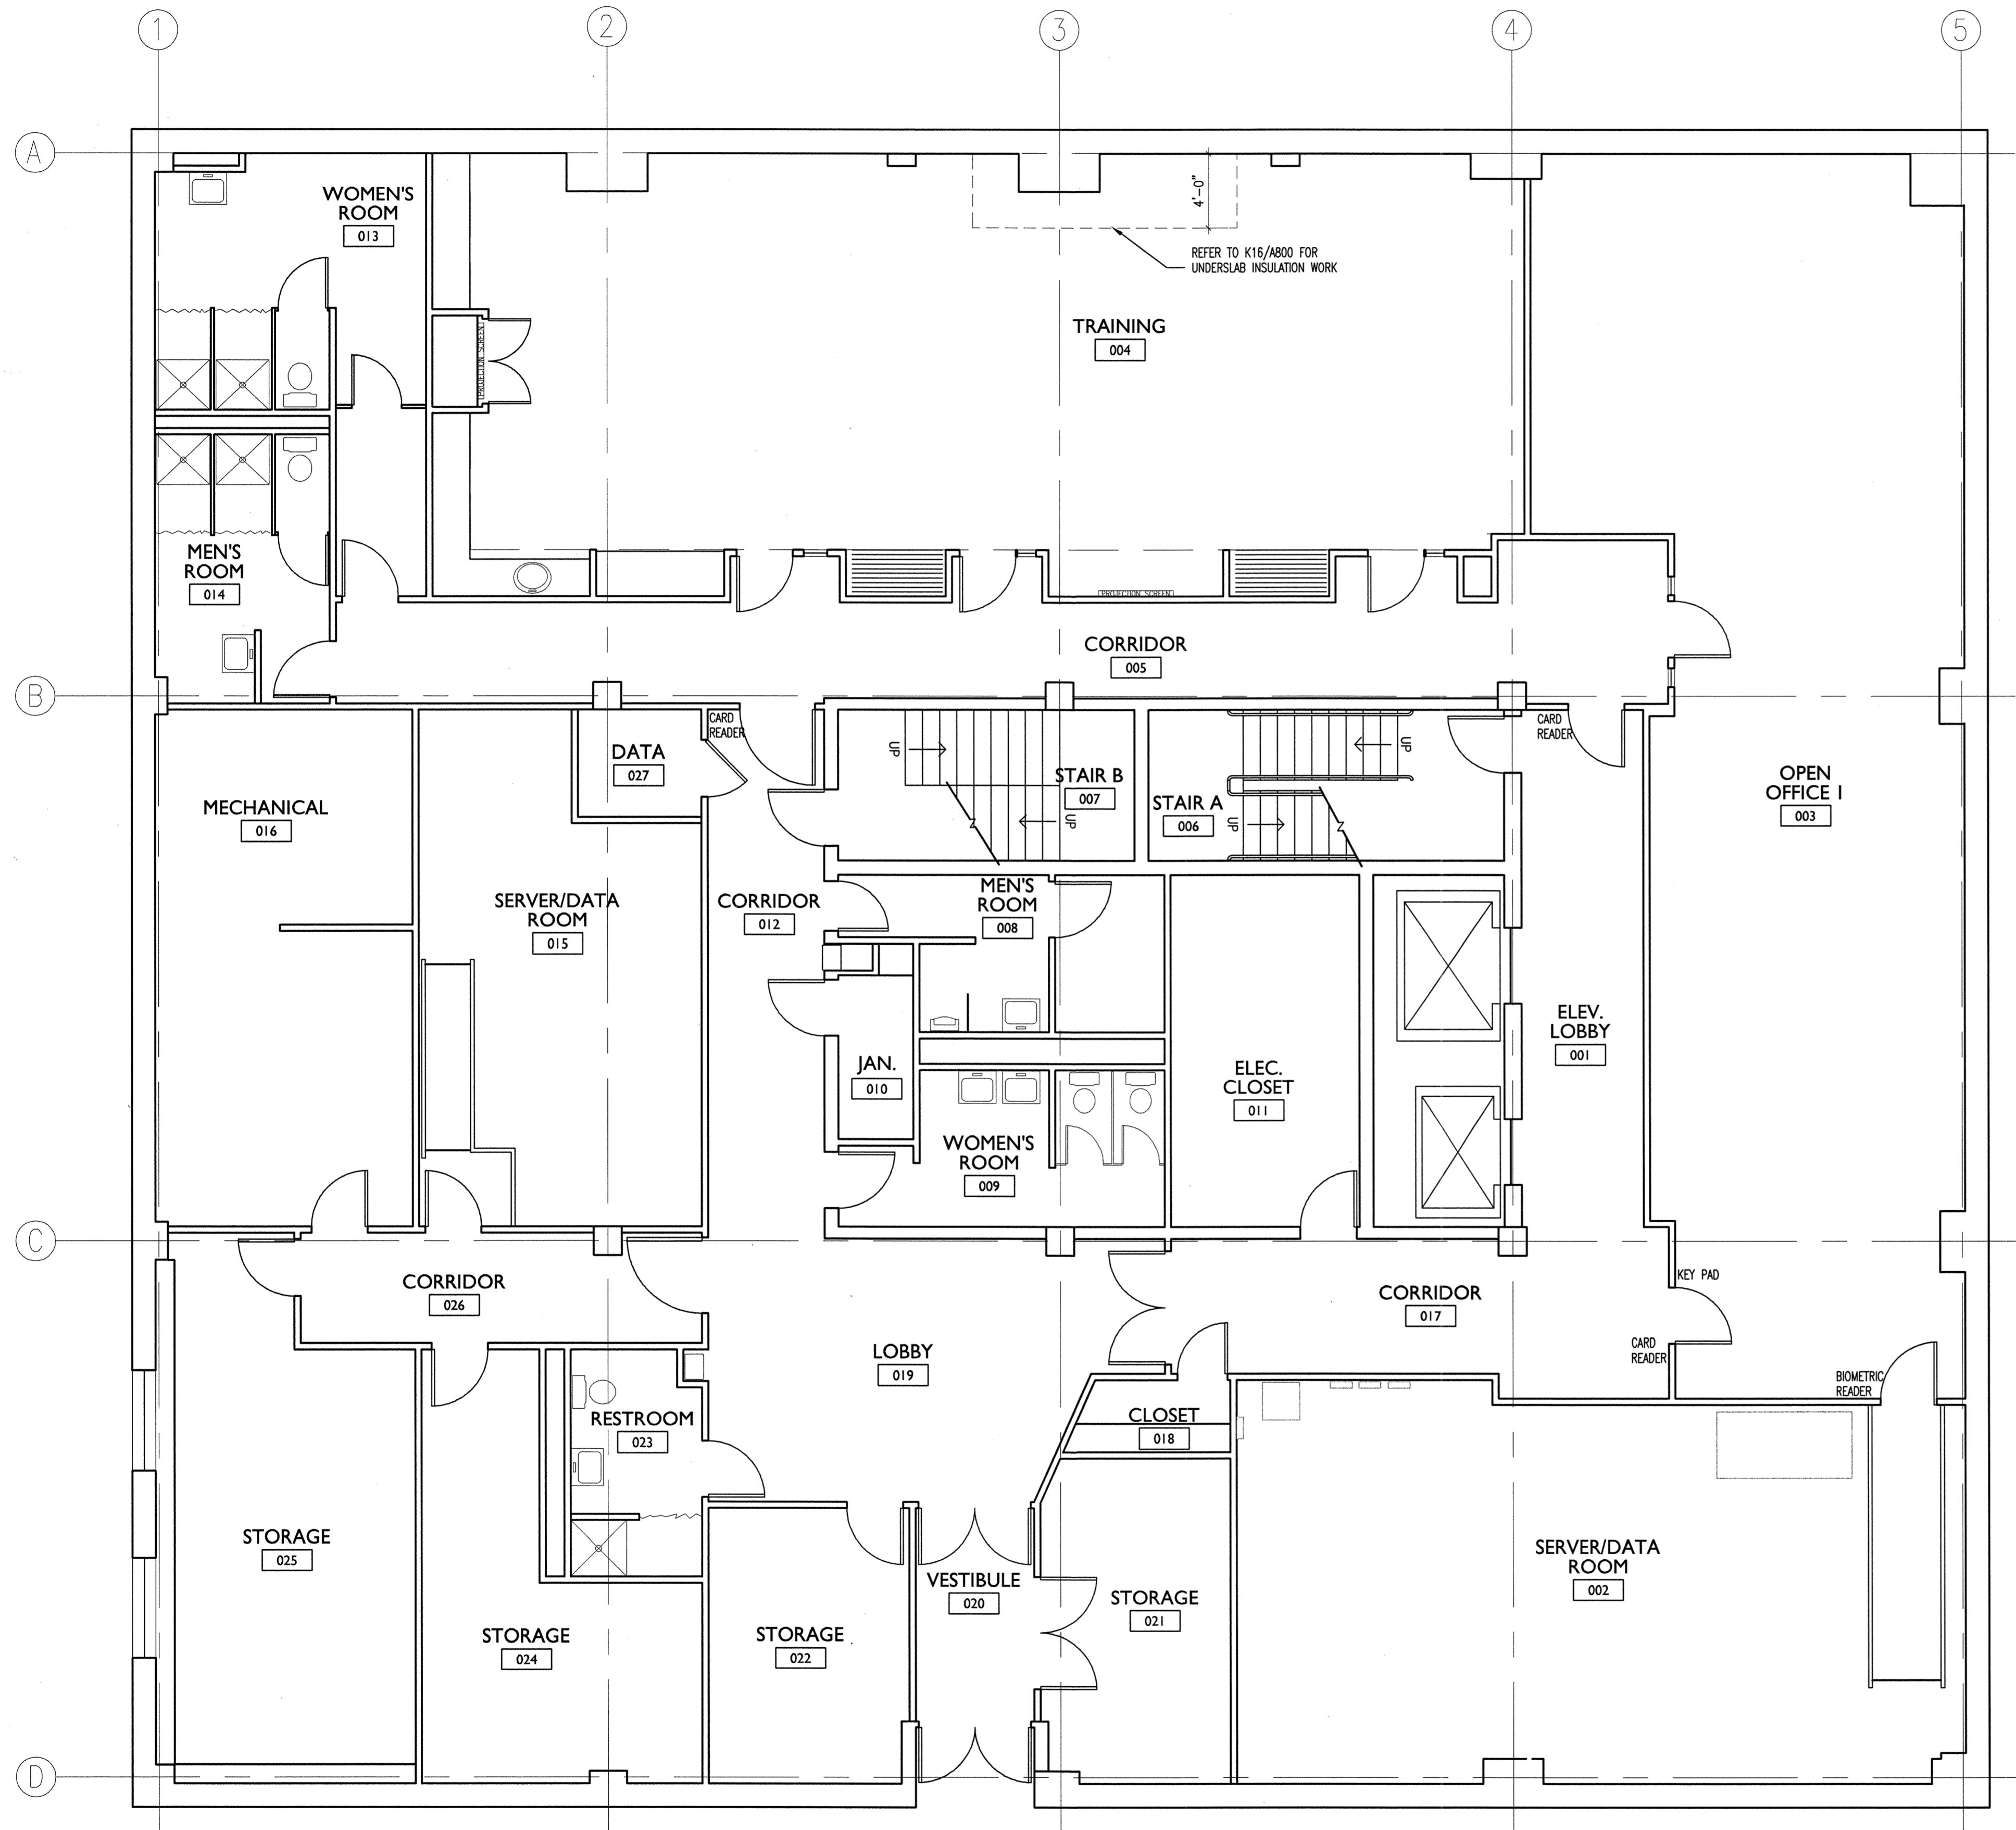 1
2
3
4
5
A
WOMEN'S
ROOM
013
4'-0"
REFER TO K16/A800 FOR
UNDERSLAB INSULATION WORK
TRAINING
004
PROJECTION SCREEN
MEN'S
ROOM
014
PROJECTION SCREEN
CORRIDOR
005
B
CARD
READER
CARD
READER
DATA
027
UP
STAIR B
007
UP
UP
STAIR A
006
UP
OPEN
OFFICE 1
003
MECHANICAL
016
SERVER/DATA
ROOM
015
CORRIDOR
012
MEN'S
ROOM
008
ELEV.
LOBBY
001
JAN.
010
ELEC.
CLOSET
011
WOMEN'S
ROOM
009
C
CORRIDOR
026
KEY PAD
CORRIDOR
017
LOBBY
019
CARD
READER
BIOMETRIC
READER
RESTROOM
023
CLOSET
018
STORAGE
025
SERVER/DATA
ROOM
002
VESTIBULE
020
STORAGE
021
STORAGE
024
STORAGE
022
D